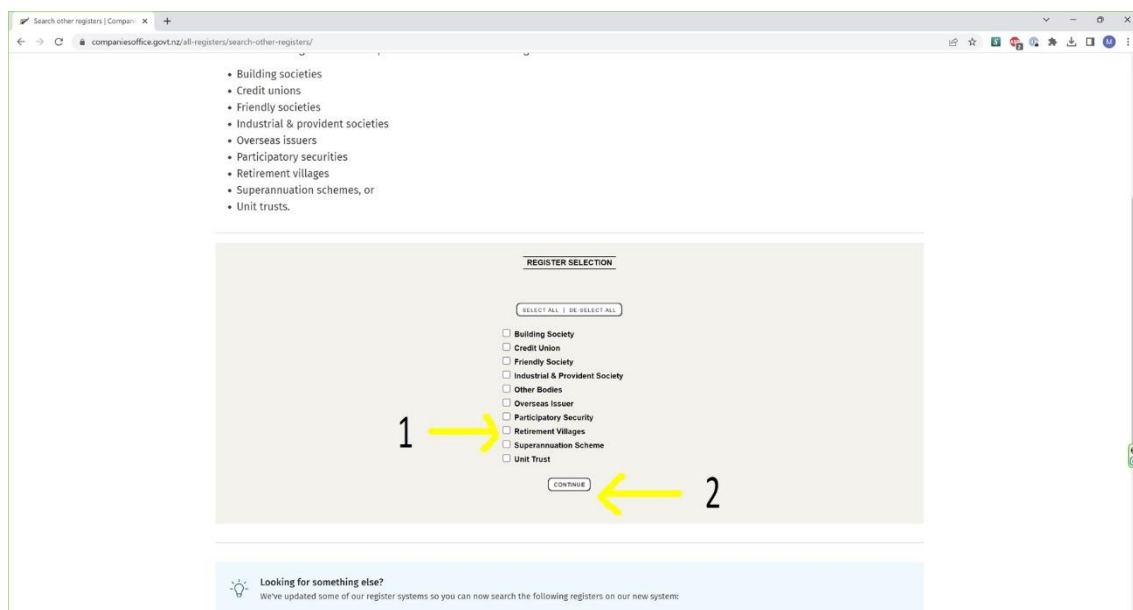 Search other registers | Compani
companiesoffice.govt.nz/all-registers/search-other-registers/
• Building societies
• Credit unions
• Friendly societies
• Industrial & provident societies
• Overseas issuers
• Participatory securities
• Retirement villages
• Superannuation schemes, or
• Unit trusts.
REGISTER SELECTION
SELECT ALL | DE-SELECT ALL
Building Society
Credit Union
Friendly Society
Industrial & Provident Society
Other Bodies
Overseas Issuer
Participatory Security
1
Retirement Villages
Superannuation Scheme
Unit Trust
CONTINUE
2
Looking for something else?
We've updated some of our register systems so you can now search the following registers on our new system: